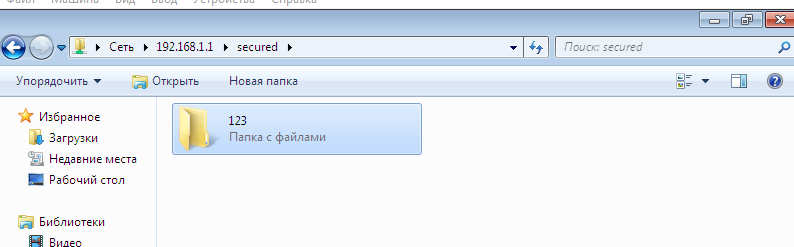 Файл Машина Вид Ввод Устройства Справка
Сеть 192.168.1.1 secured
Поиск: secured
Упорядочить Открыть Новая папка
Избранное
Загрузки
Недавние места
Рабочий стол
Библиотеки
Видео
123
Папка с файлами